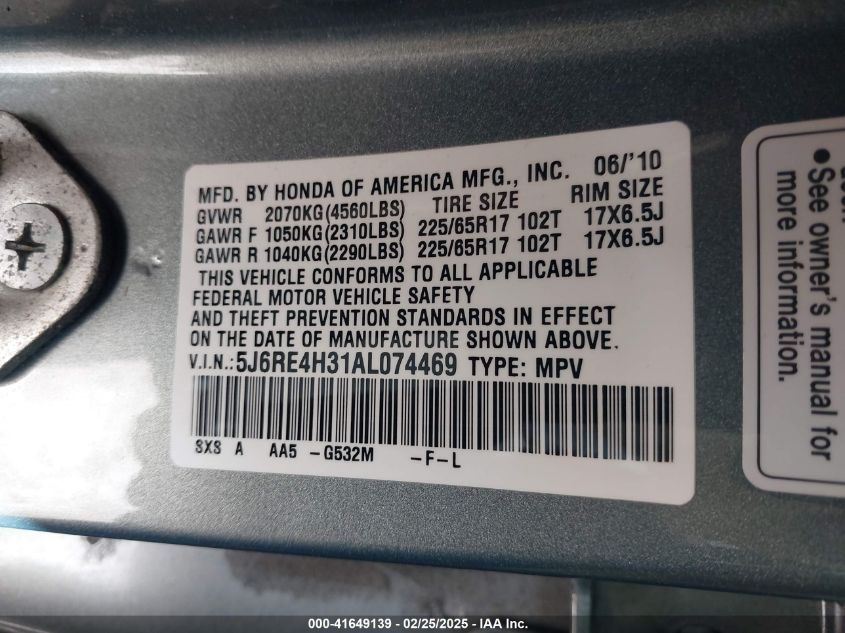 MFD. BY HONDA OF AMERICA MFG., INC. 06/'10
GVWR 2070KG(4560LBS) TIRE SIZE RIM SIZE
GAWR F 1050KG(2310LBS) 225/65R17 102T 17X6.5J
GAWR R 1040KG(2290LBS) 225/65R17 102T 17X6.5J
THIS VEHICLE CONFORMS TO ALL APPLICABLE
FEDERAL MOTOR VEHICLE SAFETY
AND THEFT PREVENTION STANDARDS IN EFFECT
ON THE DATE OF MANUFACTURE SHOWN ABOVE.
V.I.N.:5J6RE4H31AL074469 TYPE: MPV
SXS A AA5 -G532M -F-L
●See owner's manual for
more information.
000-41649139 - 02/25/2025 - IAA Inc.